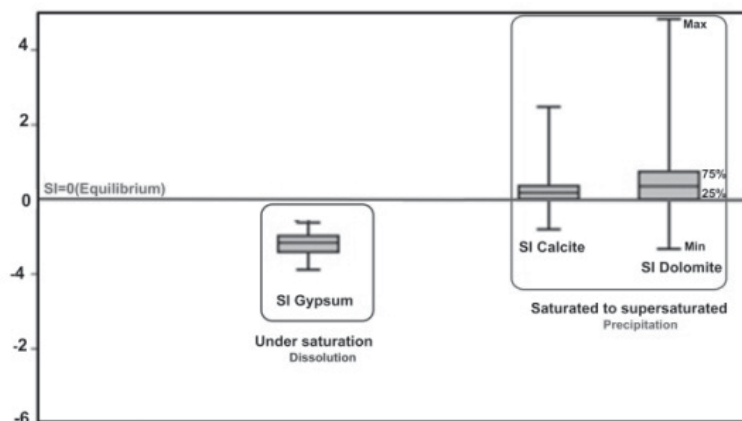 4
Max
2
75%
SI=0(Equilibrium)
25%
0
SI Calcite
Min
SI Dolomite
-4
SI Gypsum
Saturated to supersaturated
Precipitation
Under saturation
Dissolution
-2
-6